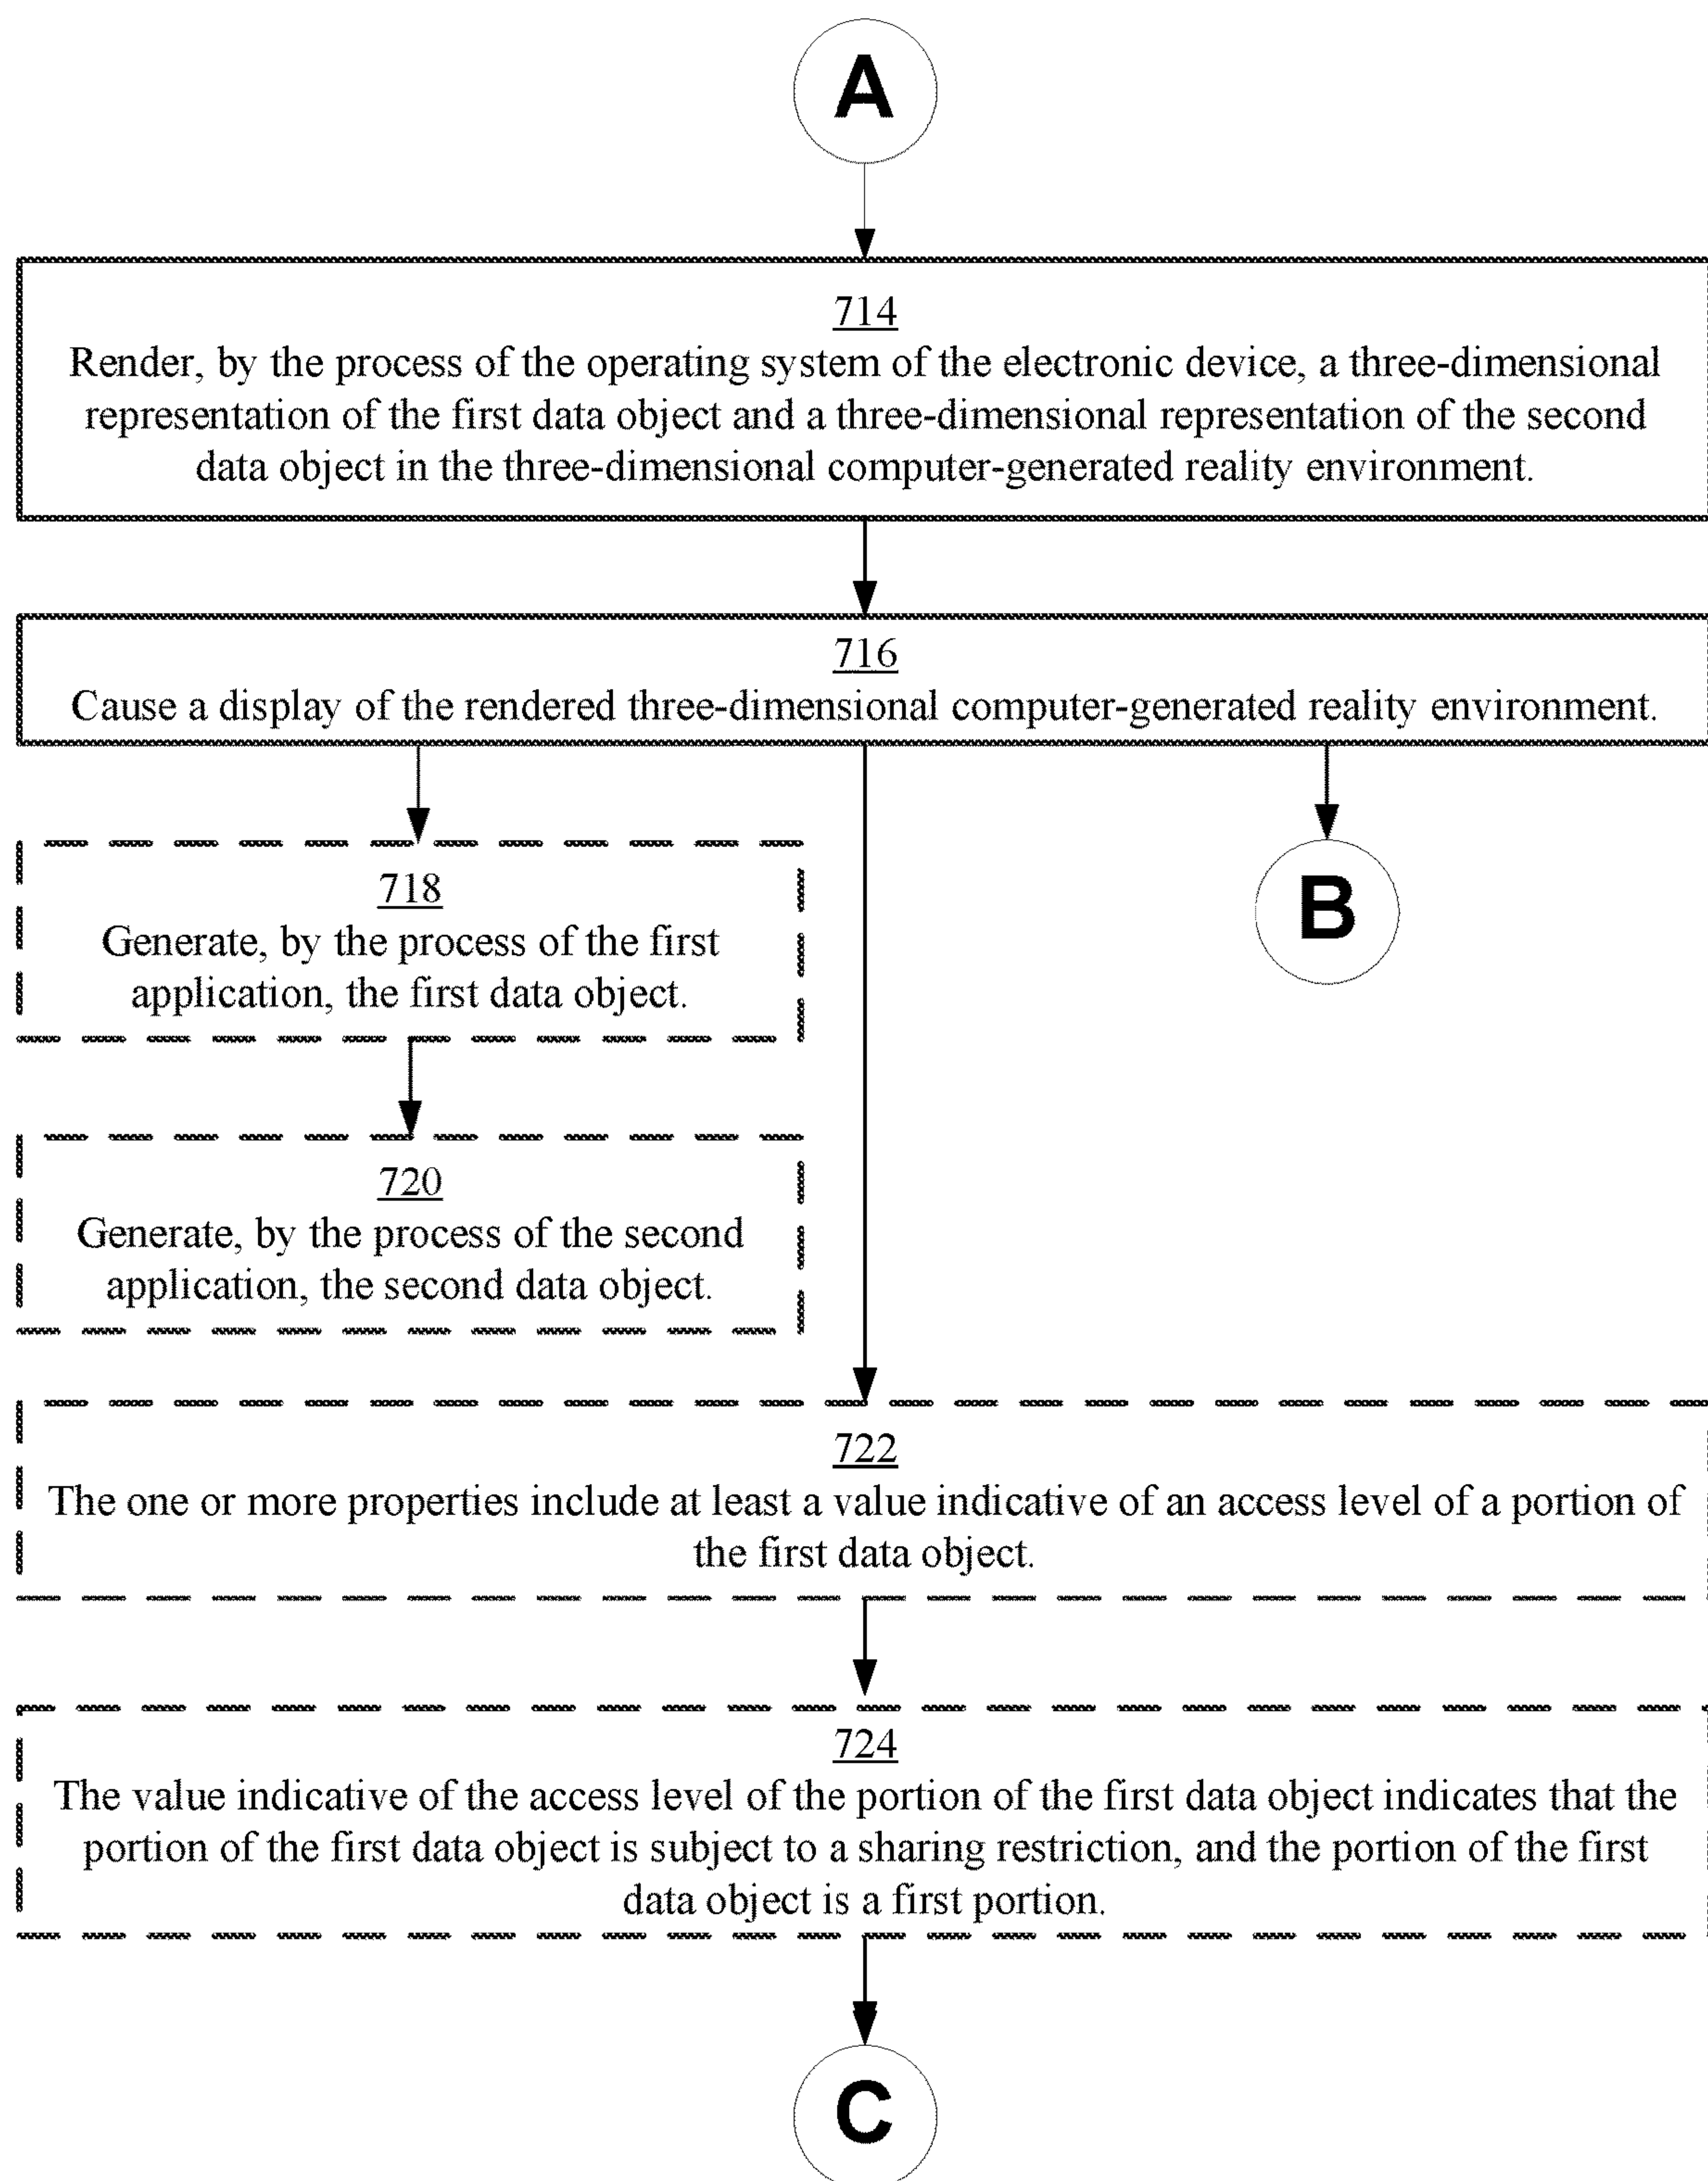 A
714
Render, by the process of the operating system of the electronic device, a three-dimensional
representation of the first data object and a three-dimensional representation of the second
data object in the three-dimensional computer-generated reality environment.
716
Cause a display of the rendered three-dimensional computer-generated reality environment.
718
Generate, by the process of the first
application, the first data object.
B
720
Generate, by the process of the second
application, the second data object.
722
The one or more properties include at least a value indicative of an access level of a portion of
the first data object.
724
The value indicative of the access level of the portion of the first data object indicates that the
portion of the first data object is subject to a sharing restriction, and the portion of the first
data object is a first portion.
C